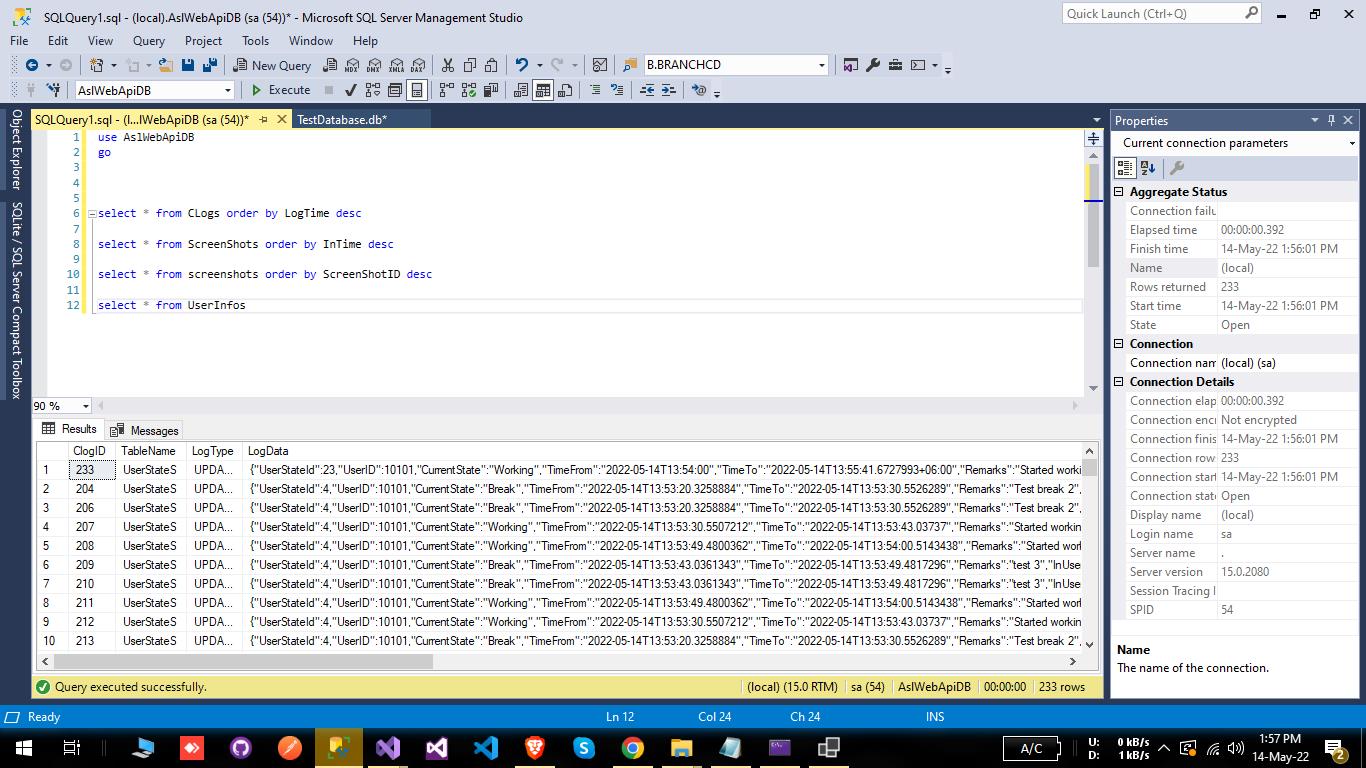 SQLQuery1.sql - (local).AslWebApiDB (sa (54))* - Microsoft SQL Server Management Studio
Quick Launch (Ctrl+Q)
File Edit View Query Project Tools Window Help
New Query
MDX DMX XMLA DAX
B.BRANCHCD
AslWebApiDB
Execute
SQLQuery1.sql - (l...lWebApiDB (sa (54))*
TestDatabase.db*
Object Explorer
SQLite / SQL Server Compact Toolbox
1 use AslWebApiDB
2 go
3
4
5
6 select * from CLogs order by LogTime desc
7
8 select * from ScreenShots order by InTime desc
9
10 select * from screenshots order by ScreenShotID desc
11
12 select * from UserInfos
90 %
Results Messages
ClogID TableName LogType LogData
1 233 UserStateS UPDA... {"UserStateId":23,"UserID":10101,"CurrentState":"Working","TimeFrom":"2022-05-14T13:54:00","TimeTo":"2022-05-14T13:55:41.6727993+06:00","Remarks":"Started worki
2 204 UserStateS UPDA... {"UserStateId":4,"UserID":10101,"CurrentState":"Break","TimeFrom":"2022-05-14T13:53:20.3258884","TimeTo":"2022-05-14T13:53:30.5526289","Remarks":"Test break 2",
3 206 UserStateS UPDA... {"UserStateId":4,"UserID":10101,"CurrentState":"Break","TimeFrom":"2022-05-14T13:53:20.3258884","TimeTo":"2022-05-14T13:53:30.5526289","Remarks":"Test break 2",
4 207 UserStateS UPDA... {"UserStateId":4,"UserID":10101,"CurrentState":"Working","TimeFrom":"2022-05-14T13:53:30.5507212","TimeTo":"2022-05-14T13:53:43.03737","Remarks":"Started workin
5 208 UserStateS UPDA... {"UserStateId":4,"UserID":10101,"CurrentState":"Working","TimeFrom":"2022-05-14T13:53:49.4800362","TimeTo":"2022-05-14T13:54:00.5143438","Remarks":"Started worl
6 209 UserStateS UPDA... {"UserStateId":4,"UserID":10101,"CurrentState":"Break","TimeFrom":"2022-05-14T13:53:43.0361343","TimeTo":"2022-05-14T13:53:49.4817296","Remarks":"test 3","InUse
7 210 UserStateS UPDA... {"UserStateId":4,"UserID":10101,"CurrentState":"Break","TimeFrom":"2022-05-14T13:53:43.0361343","TimeTo":"2022-05-14T13:53:49.4817296","Remarks":"test 3","InUse
8 211 UserStateS UPDA... {"UserStateId":4,"UserID":10101,"CurrentState":"Working","TimeFrom":"2022-05-14T13:53:49.4800362","TimeTo":"2022-05-14T13:54:00.5143438","Remarks":"Started worl
9 212 UserStateS UPDA... {"UserStateId":4,"UserID":10101,"CurrentState":"Working","TimeFrom":"2022-05-14T13:53:30.5507212","TimeTo":"2022-05-14T13:53:43.03737","Remarks":"Started workin
10 213 UserStateS UPDA... {"UserStateId":4,"UserID":10101,"CurrentState":"Break","TimeFrom":"2022-05-14T13:53:20.3258884","TimeTo":"2022-05-14T13:53:30.5526289","Remarks":"Test break 2",
Query executed successfully.
(local) (15.0 RTM) sa (54) AslWebApiDB 00:00:00 233 rows
Properties
Current connection parameters
Aggregate Status
Connection failu
Elapsed time 00:00:00.392
Finish time 14-May-22 1:56:01 PM
Name (local)
Rows returned 233
Start time 14-May-22 1:56:01 PM
State Open
Connection
Connection nam (local) (sa)
Connection Details
Connection elap 00:00:00.392
Connection encr Not encrypted
Connection finis 14-May-22 1:56:01 PM
Connection row 233
Connection start 14-May-22 1:56:01 PM
Connection state Open
Display name (local)
Login name sa
Server name .
Server version 15.0.2080
Session Tracing I
SPID 54
Name
The name of the connection.
Ready Ln 12 Col 24 Ch 24 INS
A/C
U: 0 kB/s
D: 1 kB/s
1:57 PM
14-May-22
2